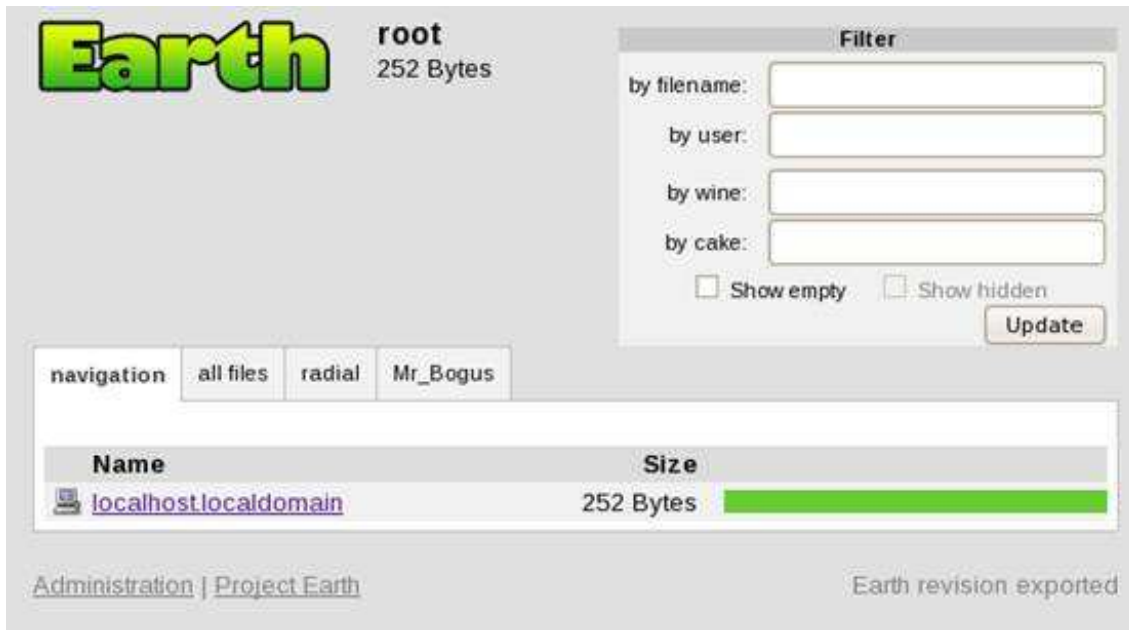 Earth
root
252 Bytes
Filter
by filename:
by user:
by wine:
by cake:
Show empty Show hidden
Update
navigation all files radial Mr_Bogus
Name Size
localhost.localdomain 252 Bytes
Administration | Project Earth Earth revision exported